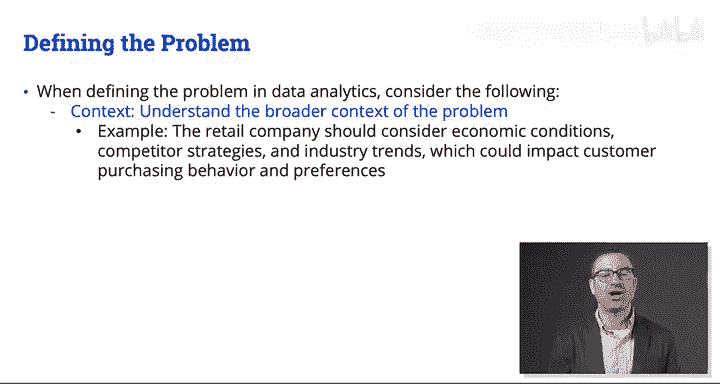 Defining the Problem
• When defining the problem in data analytics, consider the following:
- Context: Understand the broader context of the problem
• Example: The retail company should consider economic conditions,
competitor strategies, and industry trends, which could impact customer
purchasing behavior and preferences